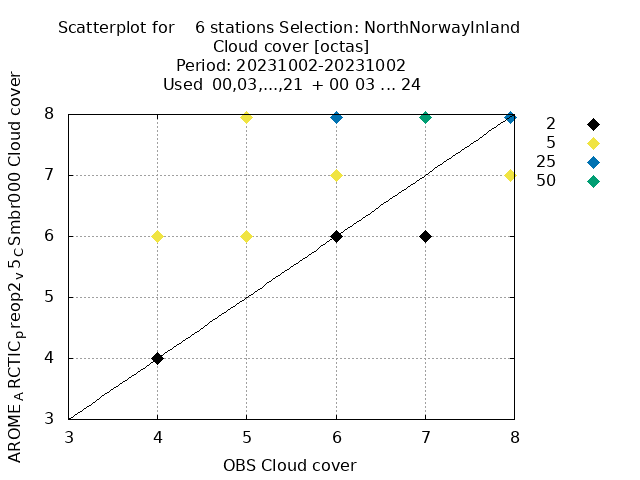 Scatterplot for 6 stations Selection: NorthNorwayInland
Cloud cover [octas]
Period: 20231002-20231002
Used 00,03,...,21 + 00 03 ... 24
AROME_ARCTIC_preop2_v5_CSmbr000 Cloud cover
8
7
6
5
4
3
3 4 5 6 7 8
OBS Cloud cover
2
5
25
50